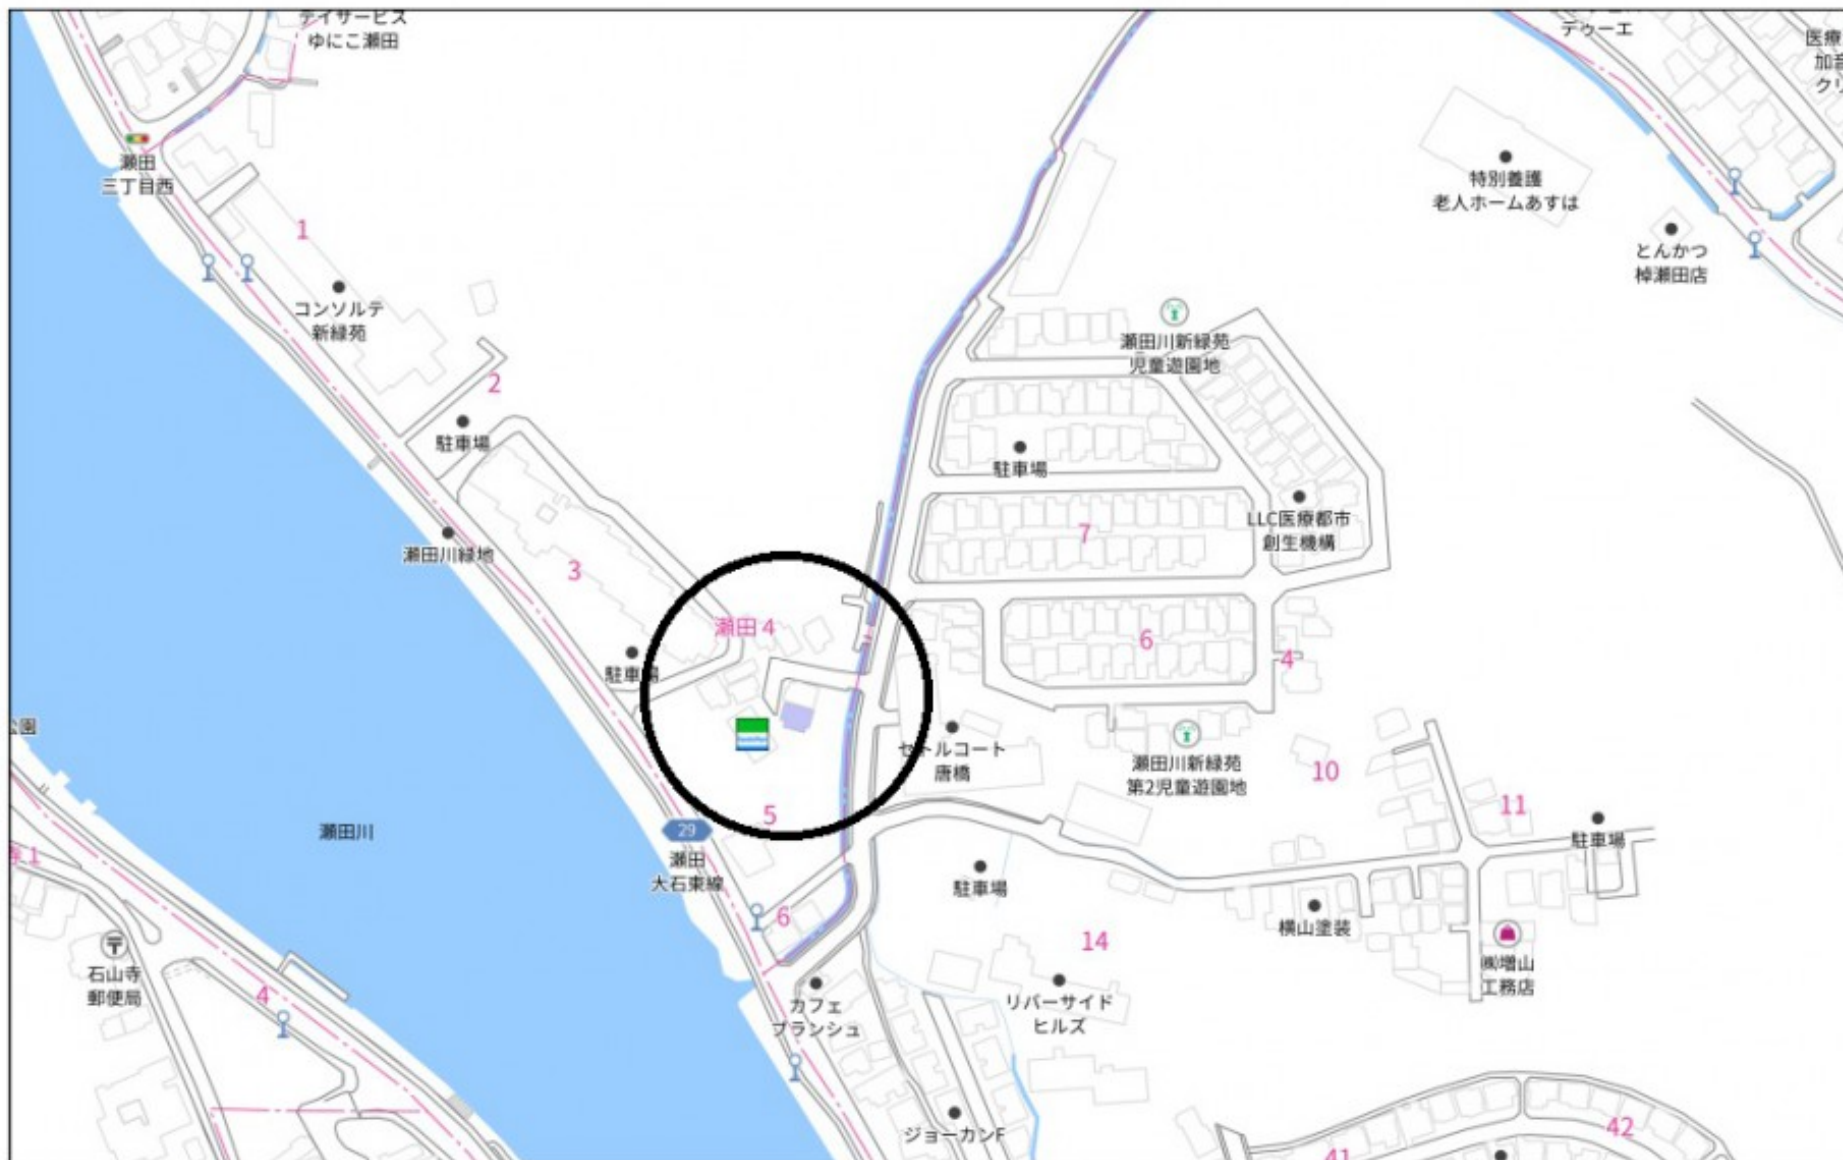 デイサービス
ゆにこ瀬田
デゥーエ
医療
加音
瀬田
三丁目西
1
コンソルテ
新緑苑
2
駐車場
特別養護
老人ホームあすは
とんかつ
棹瀬田店
瀬田川新緑苑
児童遊園地
駐車場
7
LLC医療都市
創生機構
瀬田川緑地
3
瀬田4
駐車場
6
4
公園
セトルコート
唐橋
瀬田川新緑苑
第2児童遊園地
10
11
駐車場
5
29
瀬田
大石東線
瀬田川
寺1
駐車場
6
横山塗装
14
㈱増山
工務店
石山寺
郵便局
4
カフェ
ブランシュ
リバーサイド
ヒルズ
ジョーカンF
41
42